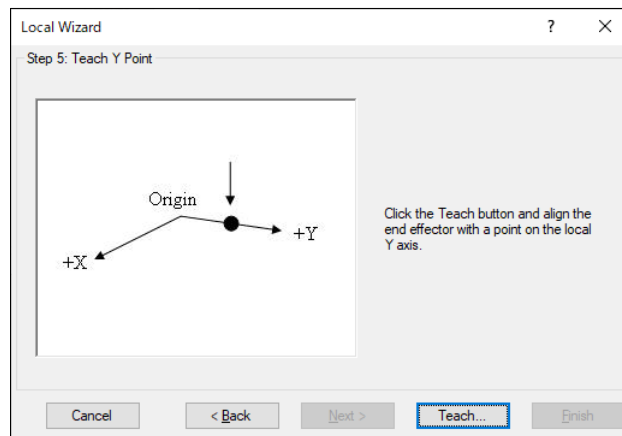 Local Wizard
?
Step 5: Teach Y Point
Origin
+Y
+X
Click the Teach button and align the
end effector with a point on the local
Y axis.
Cancel
< Back
Next >
Teach...
Finish